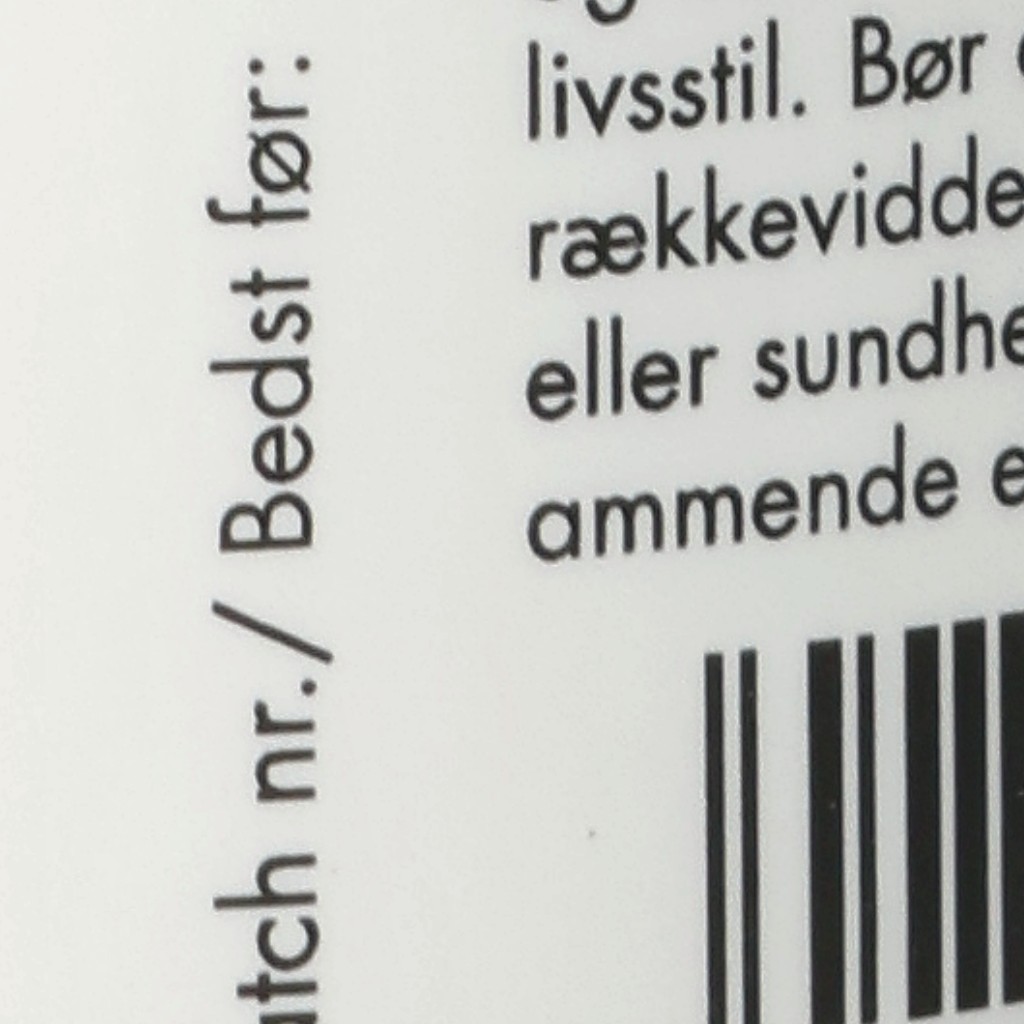 livsstil. Bør
rækkevidde
eller sundhe
ammende e
atch nr./ Bedst før: